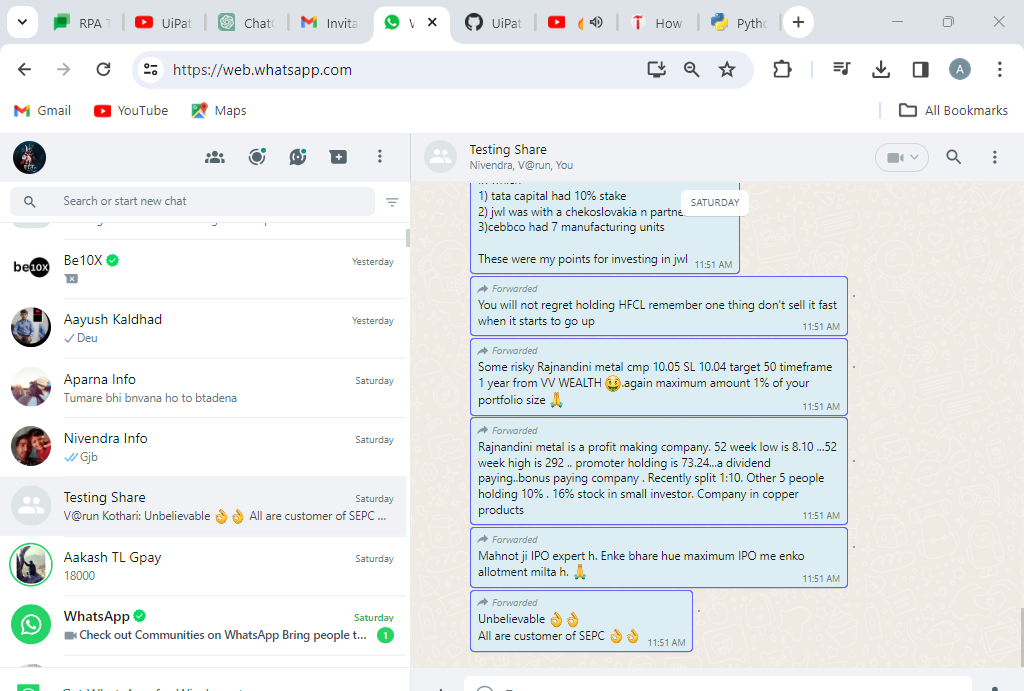 RPA
UiPat
Chat
Invita
UiPat
How
Pytho
https://web.whatsapp.com
A
Gmail
YouTube
Maps
All Bookmarks
Testing Share
Nivendra, V@run, You
Search or start new chat
be10x
Be10X
Yesterday
Aayush Kaldhad
Yesterday
Deu
Aparna Info
Saturday
Tumare bhi bnvana ho to btadena
Nivendra Info
Saturday
Gjb
Testing Share
Saturday
V@run Kothari: Unbelievable 👌👌 All are customer of SEPC ...
Aakash TL Gpay
Saturday
18000
WhatsApp
Saturday
Check out Communities on WhatsApp Bring people t...
1
SATURDAY
1) tata capital had 10% stake
2) jwl was with a chekoslovakia n partne
3)cebbco had 7 manufacturing units
These were my points for investing in jwl
11:51 AM
Forwarded
You will not regret holding HFCL remember one thing don't sell it fast
when it starts to go up
11:51 AM
Forwarded
Some risky Rajnandini metal cmp 10.05 SL 10.04 target 50 timeframe
1 year from VV WEALTH 🤑.again maximum amount 1% of your
portfolio size 🙏
11:51 AM
Forwarded
Rajnandini metal is a profit making company. 52 week low is 8.10 ...52
week high is 292 .. promoter holding is 73.24...a dividend
paying..bonus paying company . Recently split 1:10. Other 5 people
holding 10% . 16% stock in small investor. Company in copper
products
11:51 AM
Forwarded
Mahnot ji IPO expert h. Enke bhare hue maximum IPO me enko
allotment milta h. 🙏
11:51 AM
Forwarded
Unbelievable 👌👌
All are customer of SEPC 👌👌
11:51 AM